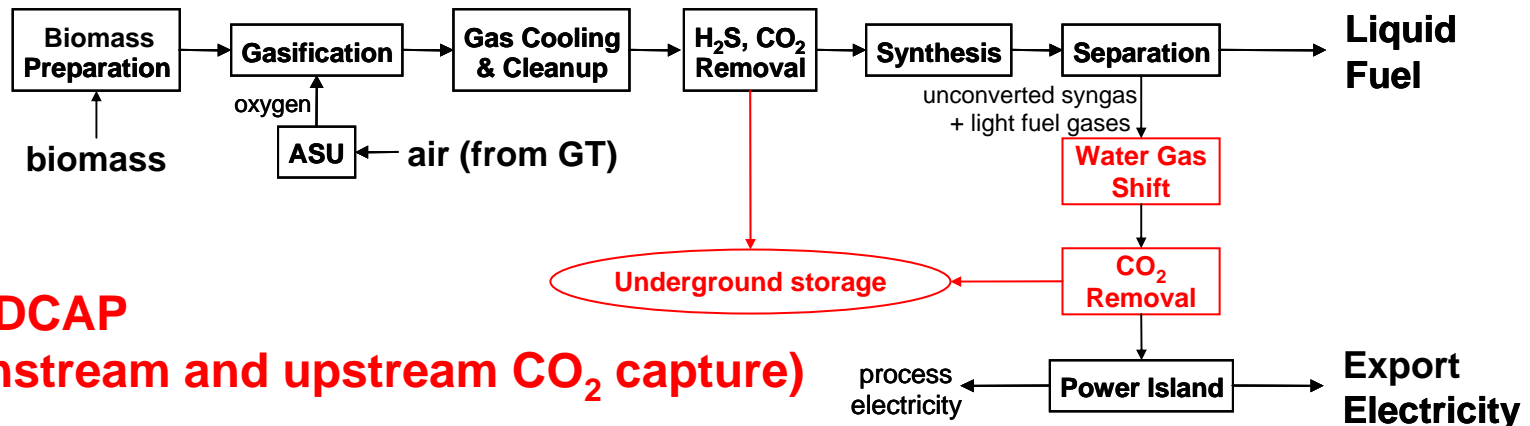 Biomass
Preparation
Gasification
Gas Cooling
& Cleanup
H₂S, CO₂
Removal
Synthesis
Separation
Liquid
Fuel
oxygen
unconverted syngas
+ light fuel gases
biomass
ASU
air (from GT)
Water Gas
Shift
Underground storage
CO₂
Removal
DCAP
nstream and upstream CO₂ capture)
process
electricity
Power Island
Export
Electricity